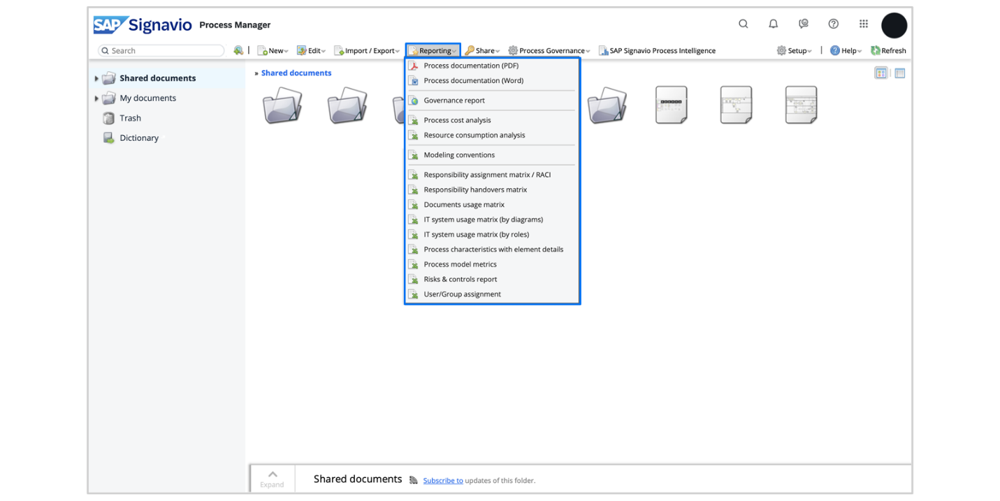 SAP Signavio Process Manager
Search New Edit Import / Export Reporting Share Process Governance SAP Signavio Process Intelligence Setup Help Refresh
Shared documents
My documents
Trash
Dictionary
» Shared documents
Process documentation (PDF)
Process documentation (Word)
Governance report
Process cost analysis
Resource consumption analysis
Modeling conventions
Responsibility assignment matrix / RACI
Responsibility handovers matrix
Documents usage matrix
IT system usage matrix (by diagrams)
IT system usage matrix (by roles)
Process characteristics with element details
Process model metrics
Risks & controls report
User/Group assignment
Expand
Shared documents Subscribe to updates of this folder.